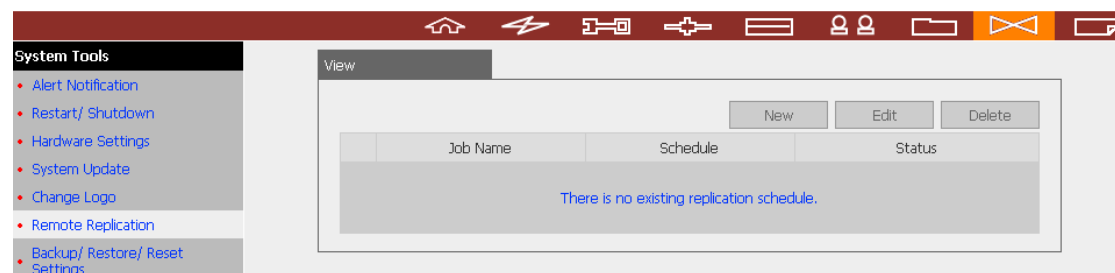 System Tools
Alert Notification
Restart/ Shutdown
Hardware Settings
System Update
Change Logo
Remote Replication
Backup/ Restore/ Reset
Settings
View
New Edit Delete
Job Name Schedule Status
There is no existing replication schedule.